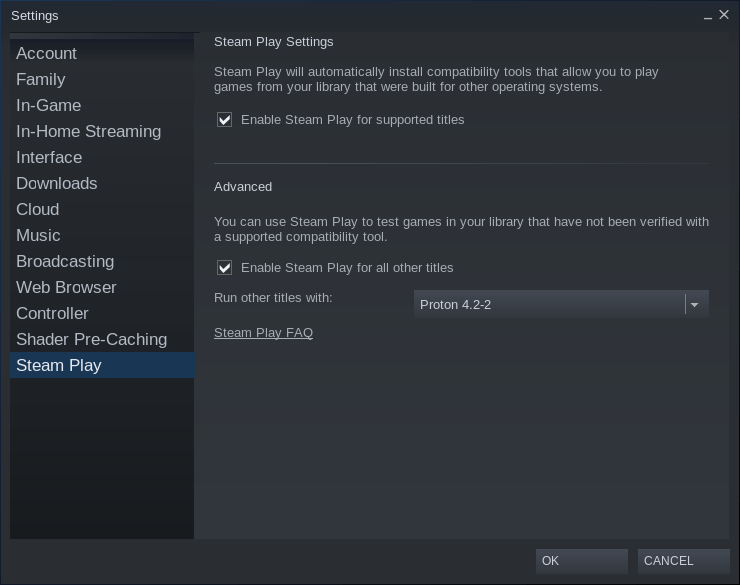 Settings
Account
Family
In-Game
In-Home Streaming
Interface
Downloads
Cloud
Music
Broadcasting
Web Browser
Controller
Shader Pre-Caching
Steam Play
Steam Play Settings
Steam Play will automatically install compatibility tools that allow you to play
games from your library that were built for other operating systems.
Enable Steam Play for supported titles
Advanced
You can use Steam Play to test games in your library that have not been verified with
a supported compatibility tool.
Enable Steam Play for all other titles
Run other titles with:
Proton 4.2-2
Steam Play FAQ
OK
CANCEL